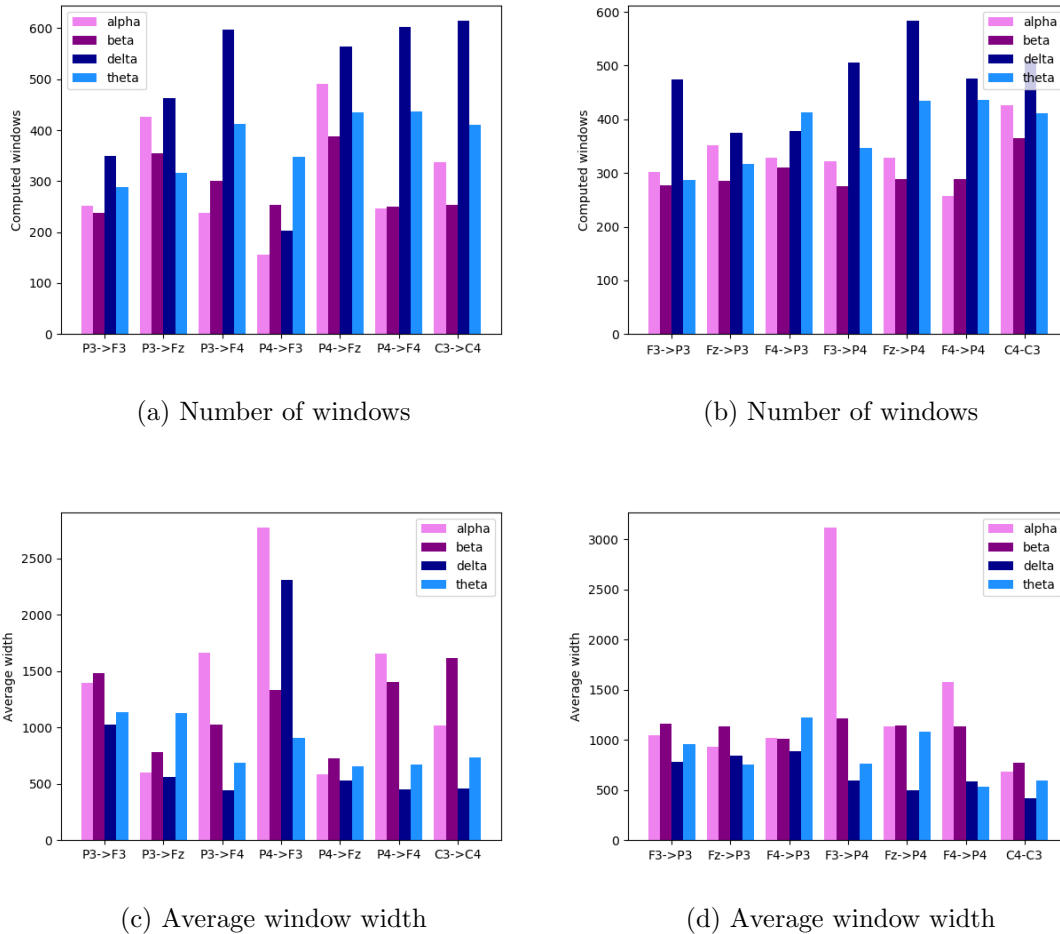 600
500
400
300
200
100
0
Computed windows
alpha
beta
delta
theta
P3->F3 P3->Fz P3->F4 P4->F3 P4->Fz P4->F4 C3->C4
(a) Number of windows
600
500
400
300
200
100
0
Computed windows
alpha
beta
delta
theta
F3->P3 Fz->P3 F4->P3 F3->P4 Fz->P4 F4->P4 C4-C3
(b) Number of windows
2500
2000
1500
1000
500
0
Average width
alpha
beta
delta
theta
P3->F3 P3->Fz P3->F4 P4->F3 P4->Fz P4->F4 C3->C4
(c) Average window width
3000
2500
2000
1500
1000
500
0
Average width
alpha
beta
delta
theta
F3->P3 Fz->P3 F4->P3 F3->P4 Fz->P4 F4->P4 C4-C3
(d) Average window width